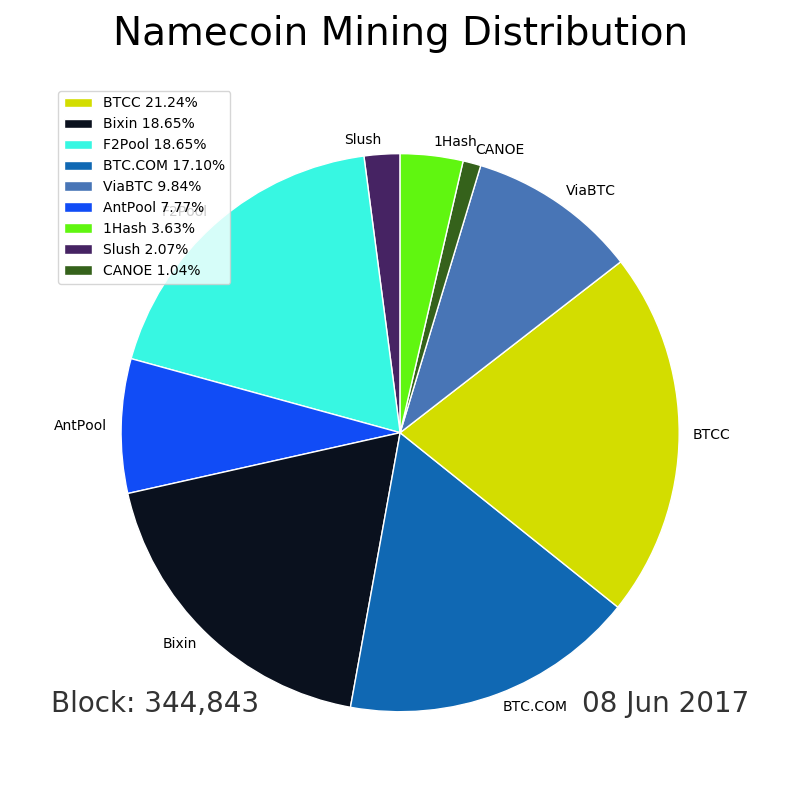 Namecoin Mining Distribution
BTCC 21.24%
Bixin 18.65%
F2Pool 18.65%
BTC.COM 17.10%
ViaBTC 9.84%
AntPool 7.77%
1Hash 3.63%
Slush 2.07%
CANOE 1.04%
Slush
1Hash
CANOE
ViaBTC
F2Pool
AntPool
BTCC
Bixin
BTC.COM
Block: 344,843
08 Jun 2017